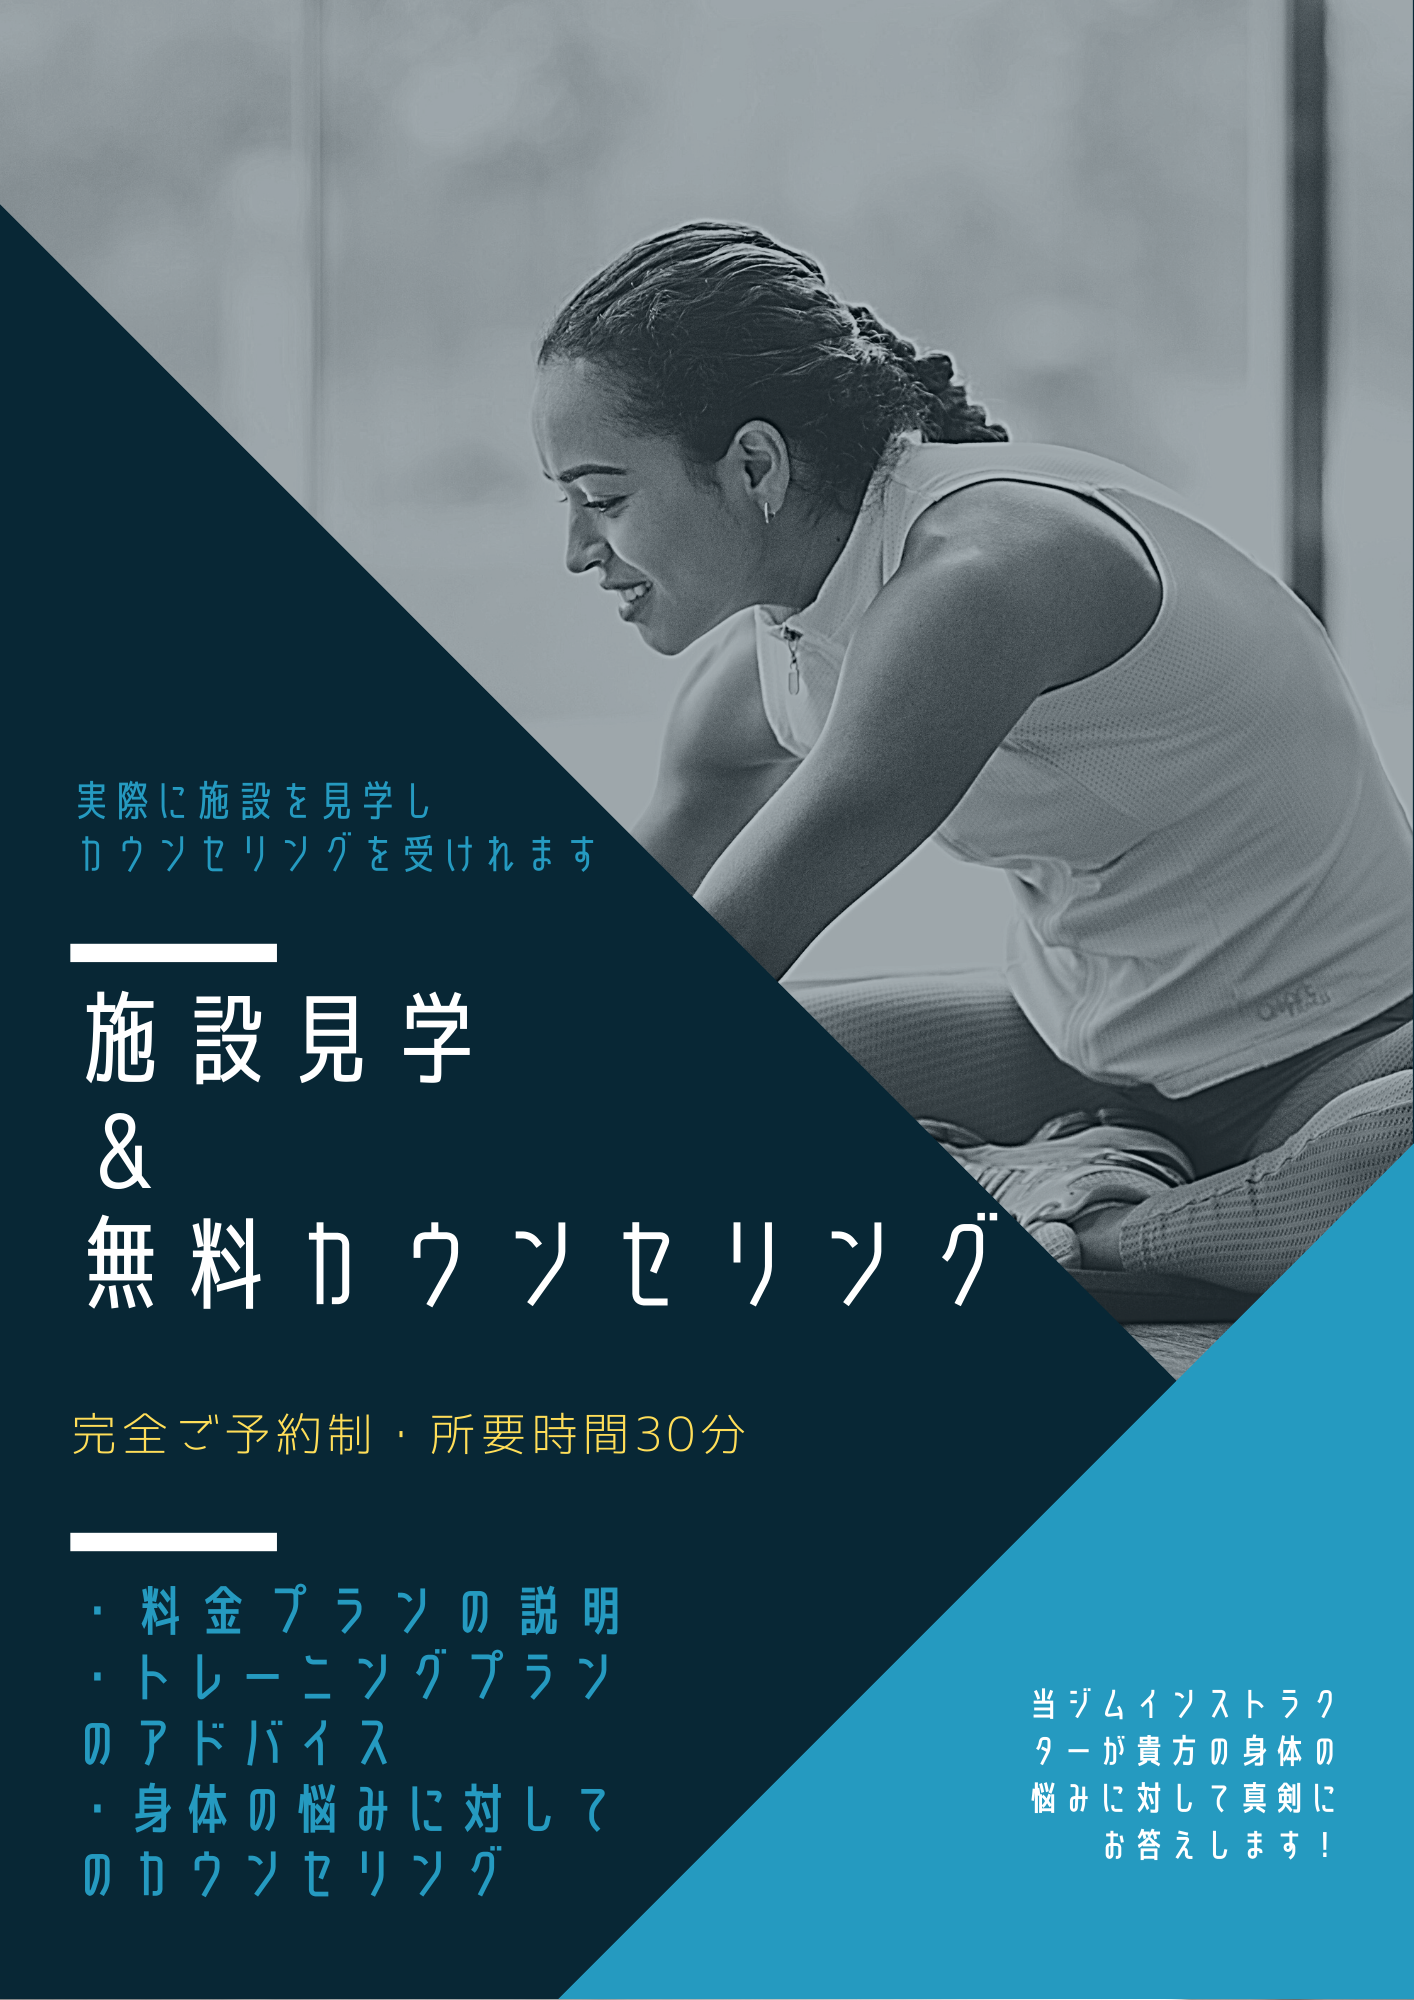 実際に施設を見学し
カウンセリングを受けれます
施設見学
&
無料カウンセリング
完全ご予約制・所要時間30分
・料金プランの説明
・トレーニングプラン
のアドバイス
・身体の悩みに対して
のカウンセリング
当ジムインストラク
ターが貴方の身体の
悩みに対して真剣に
お答えします！